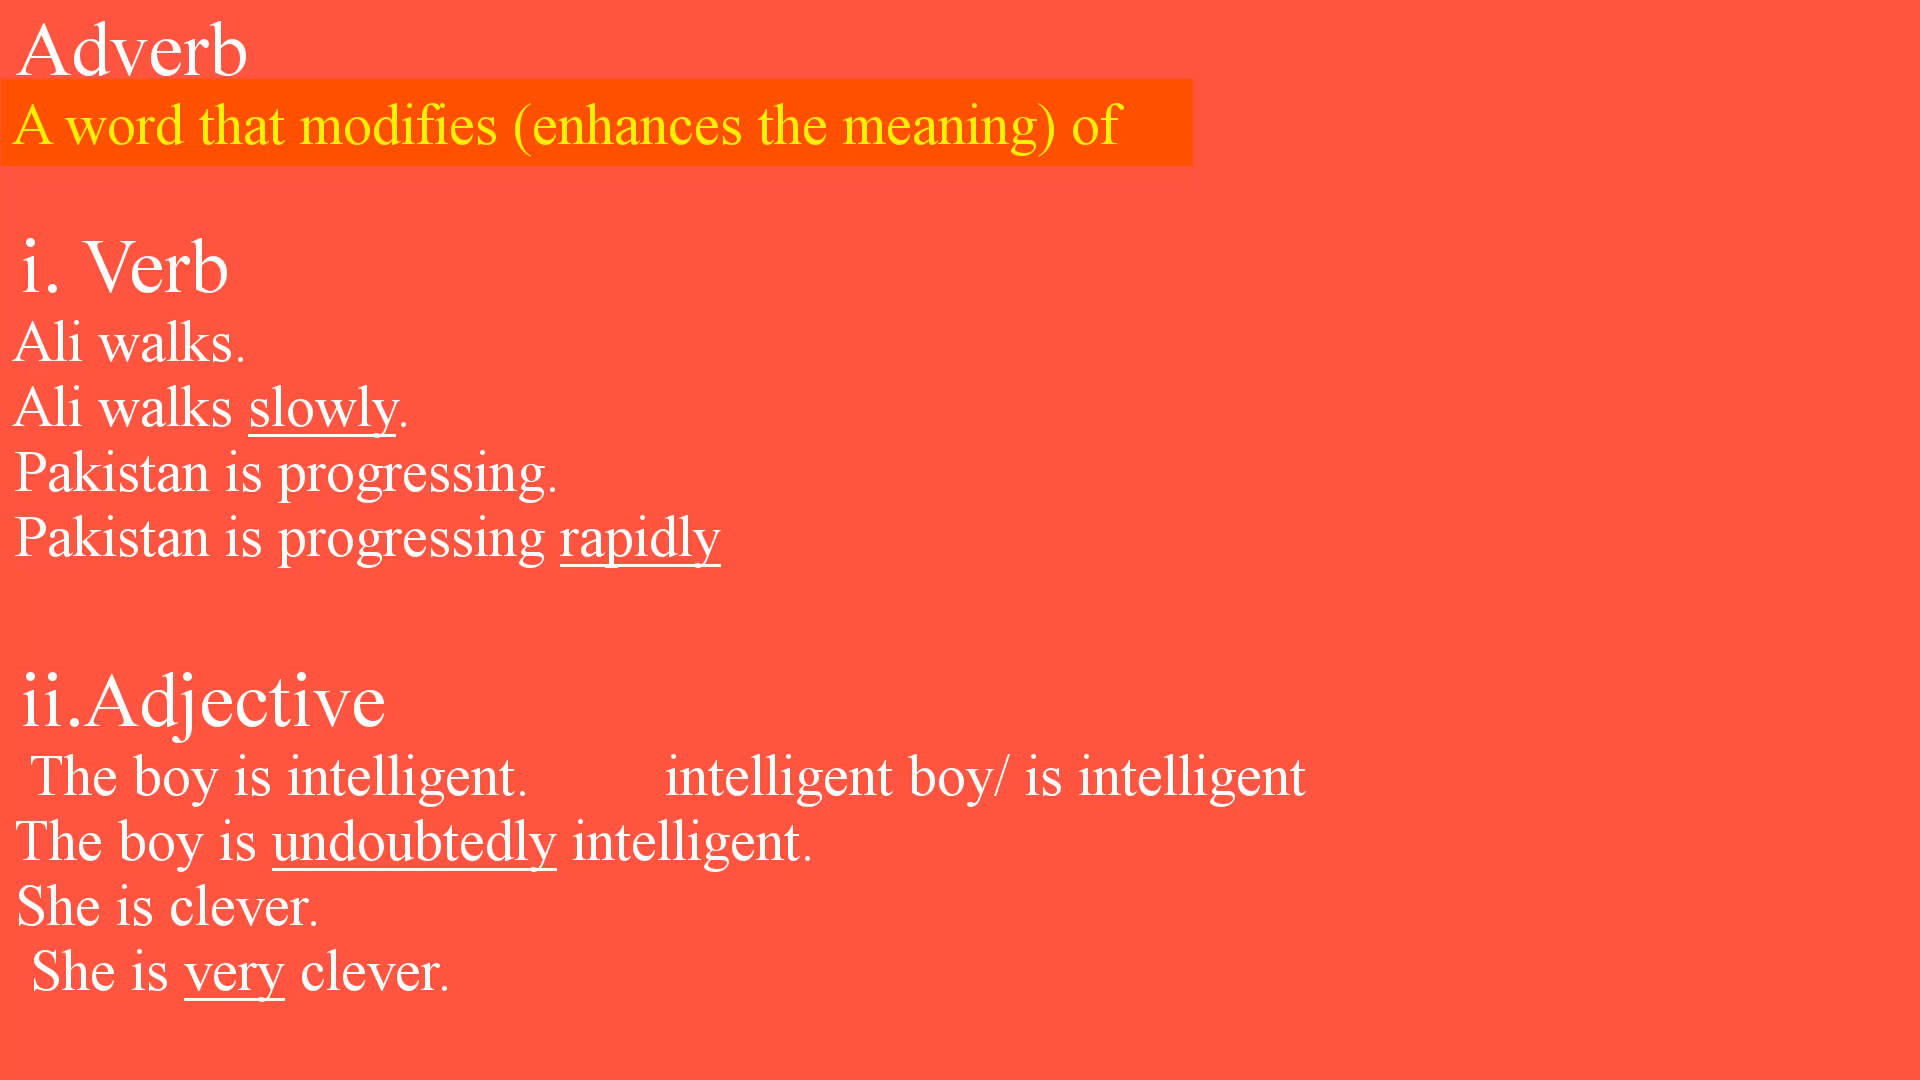 Adverb
A word that modifies (enhances the meaning) of
i. Verb
Ali walks.
Ali walks slowly.
Pakistan is progressing.
Pakistan is progressing rapidly
ii.Adjective
The boy is intelligent. intelligent boy/ is intelligent
The boy is undoubtedly intelligent.
She is clever.
She is very clever.